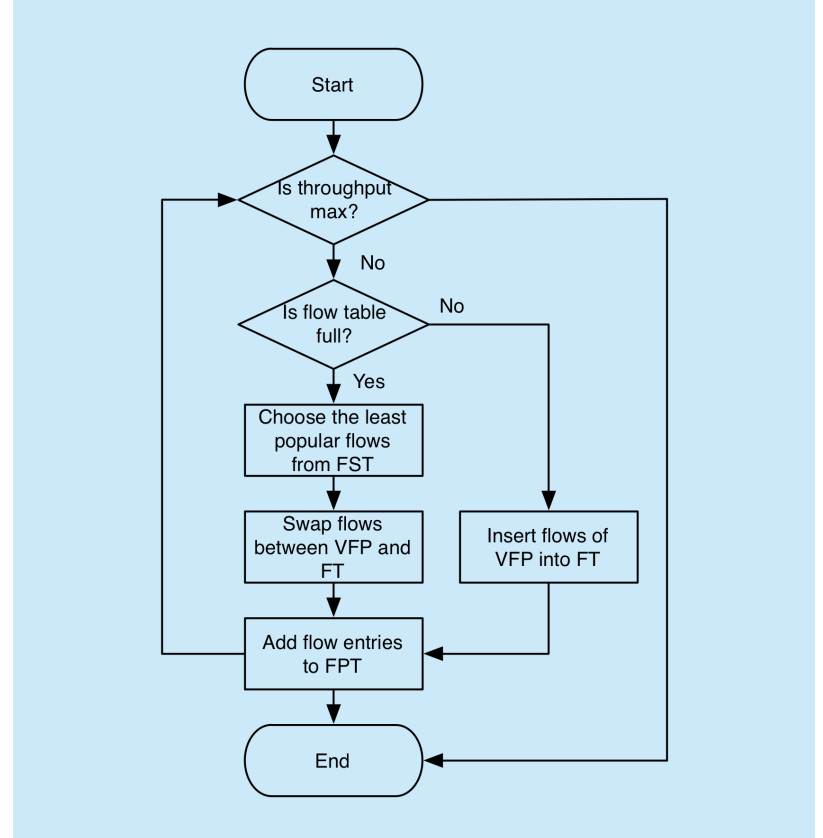 Start
Is throughput
max?
No
Is flow table
full?
No
Yes
Choose the least
popular flows
from FST
Swap flows
between VFP and
FT
Insert flows of
VFP into FT
Add flow entries
to FPT
End